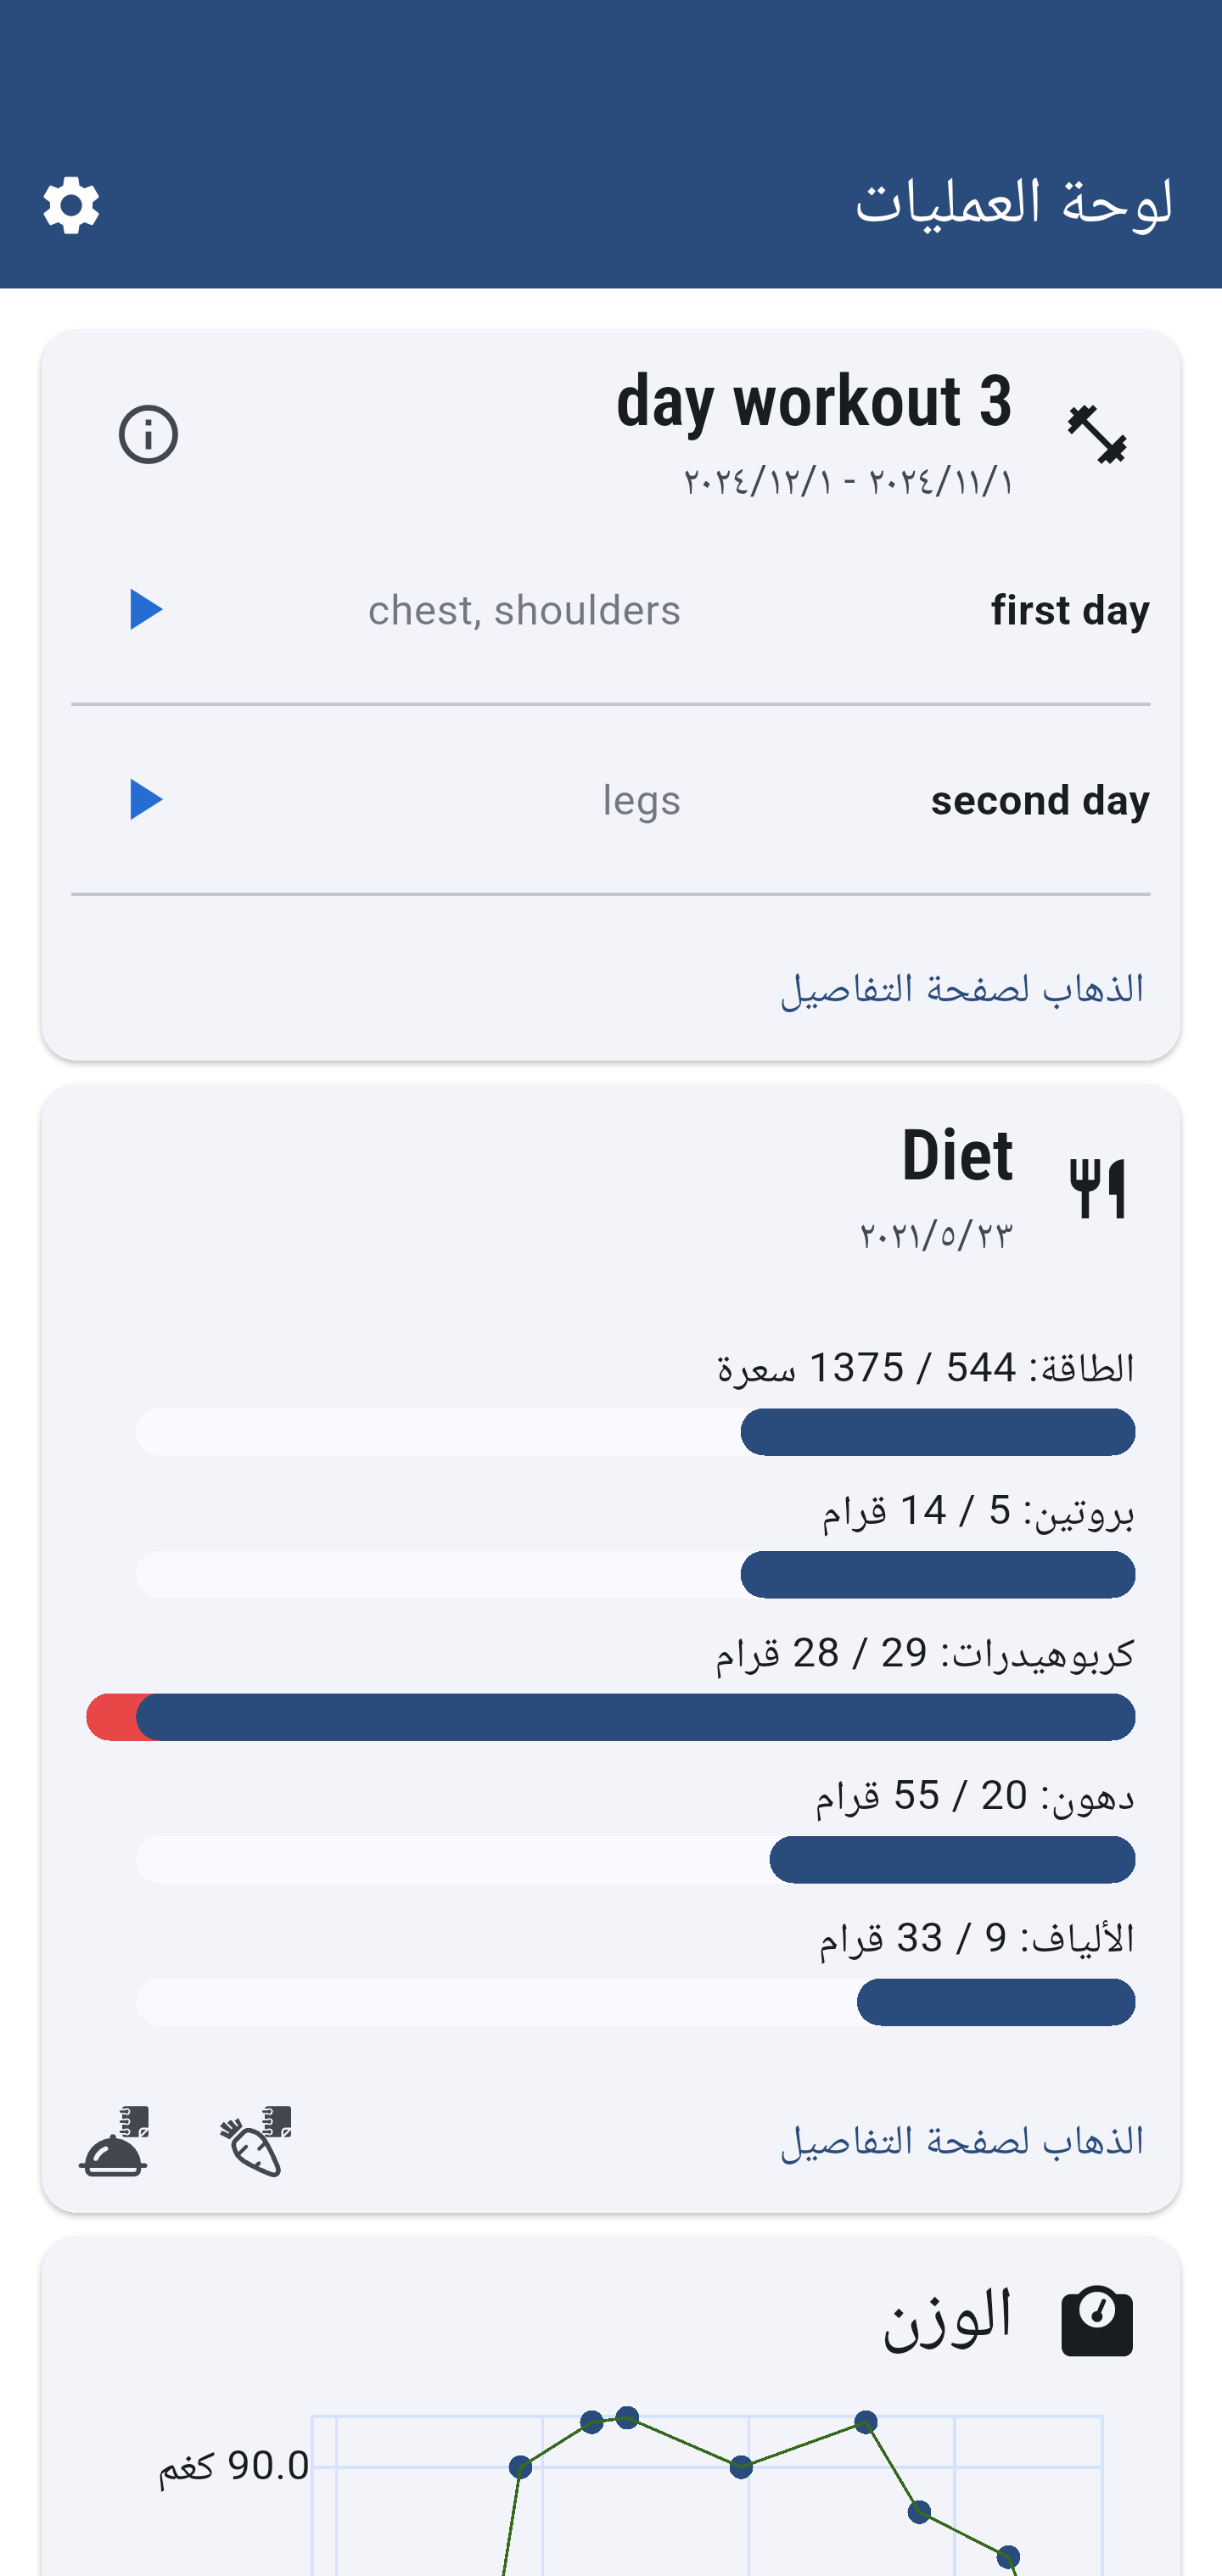 لوحة العمليات
day workout 3
٢٠٢٤/١١/١ - ٢٠٢٤/١٢/١
first day chest, shoulders
second day legs
الذهاب لصفحة التفاصيل
Diet
٢٠٢١/٥/٢٣
الطاقة: 544 / 1375 سعرة
بروتين: 5 / 14 قرام
كربوهيدرات: 29 / 28 قرام
دهون: 20 / 55 قرام
الألياف: 9 / 33 قرام
الذهاب لصفحة التفاصيل
الوزن
90.0 كغم